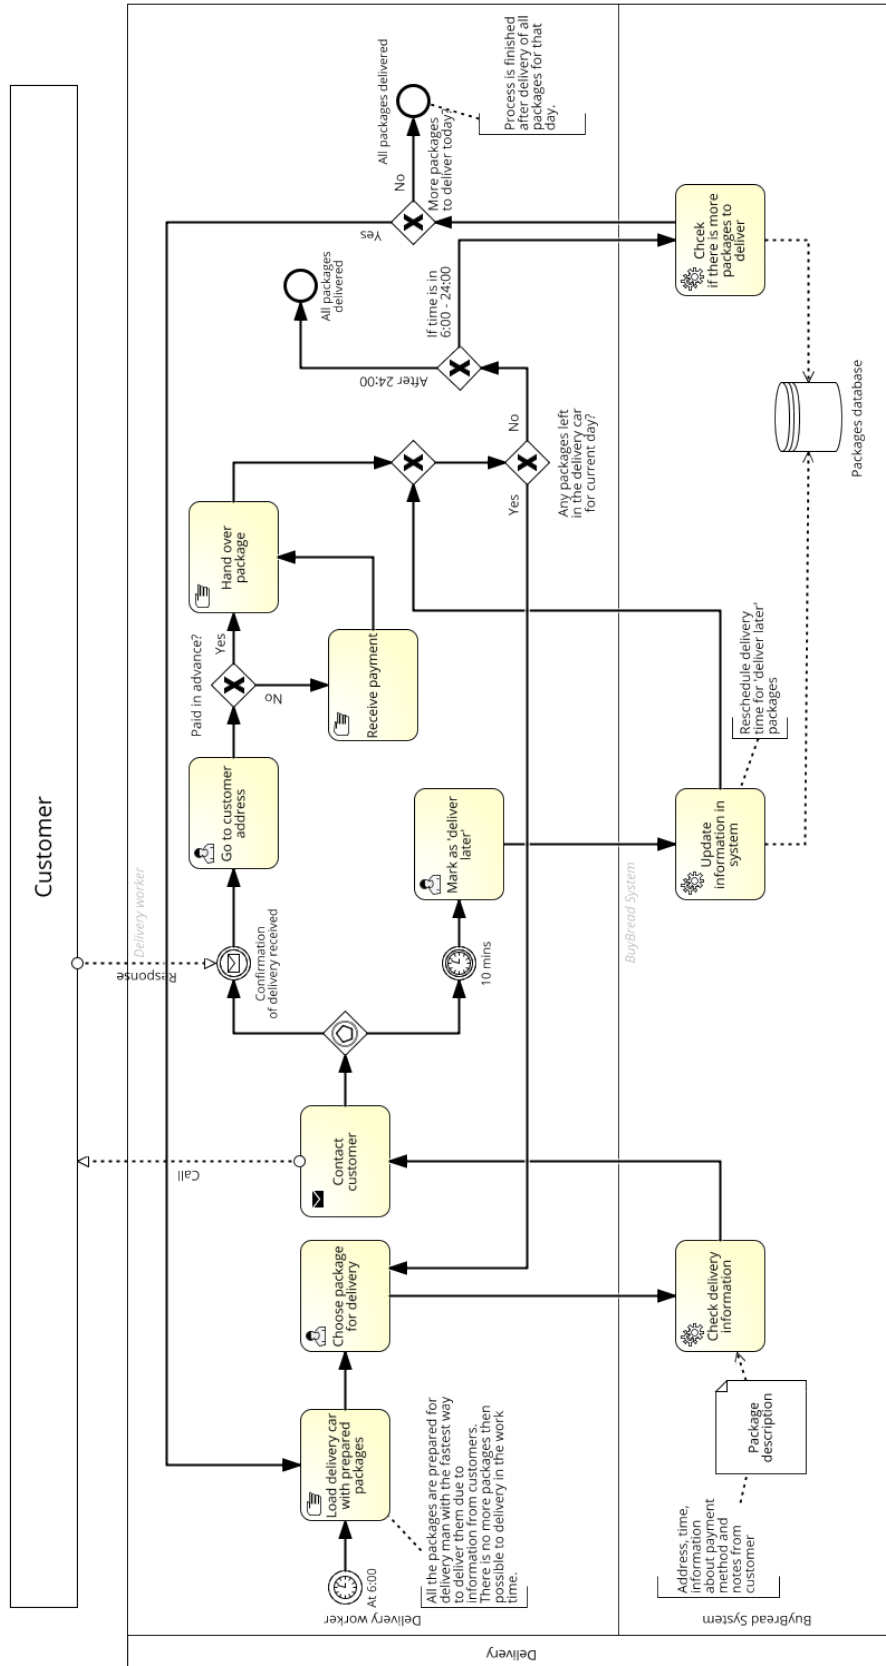 Customer
Delivery
Delivery worker
Delivery worker
At 6:00
Load delivery car
with prepared
packages
All the packages are prepared for
delivery man with the fastest way
to deliver them due to
information from customers.
There is no more packages then
possible to delivery in the work
time.
Choose package
for delivery
Contact
customer
Call
Response
Confirmation
of delivery received
10 mins
Go to customer
address
Mark as 'deliver
later'
Paid in advance?
Yes
No
Receive payment
Hand over
package
Any packages left
in the delivery car
for current day?
Yes
No
After 24:00
If time is in
6:00 - 24:00
All packages
delivered
More packages
to deliver today?
Yes
No
All packages delivered
Process is finished
after delivery of all
packages for that
day.
BuyBread System
BuyBread System
Address, time,
information
about payment
method and
notes from
customer
Package
description
Check delivery
information
Update
information in
system
Reschedule delivery
time for 'deliver later'
packages
Packages database
Chcek
if there is more
packages to
deliver